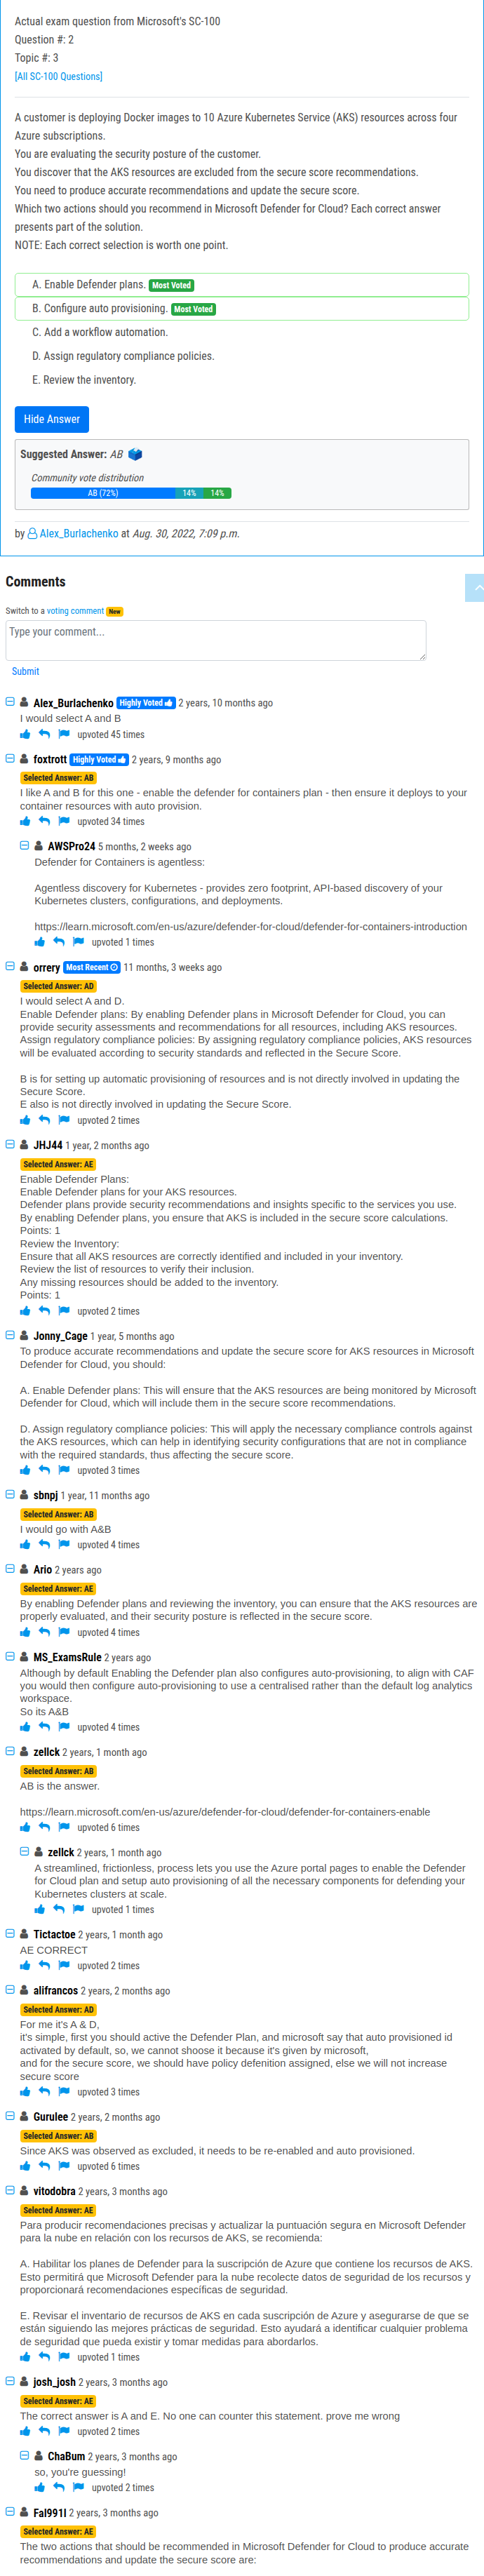 Actual exam question from Microsoft's SC-100
Question #: 2
Topic #: 3
[All SC-100 Questions]
A customer is deploying Docker images to 10 Azure Kubernetes Service (AKS) resources across four
Azure subscriptions.
You are evaluating the security posture of the customer.
You discover that the AKS resources are excluded from the secure score recommendations.
You need to produce accurate recommendations and update the secure score.
Which two actions should you recommend in Microsoft Defender for Cloud? Each correct answer
presents part of the solution.
NOTE: Each correct selection is worth one point.
A. Enable Defender plans. Most Voted
B. Configure auto provisioning. Most Voted
C. Add a workflow automation.
D. Assign regulatory compliance policies.
E. Review the inventory.
Hide Answer
Suggested Answer: AB
Community vote distribution
AB (72%) 14% 14%
by Alex_Burlachenko at Aug. 30, 2022, 7:09 p.m.
Comments
Switch to a voting comment New
Type your comment...
Submit
Alex_Burlachenko Highly Voted 2 years, 10 months ago
I would select A and B
upvoted 45 times
foxtrott Highly Voted 2 years, 9 months ago
Selected Answer: AB
I like A and B for this one - enable the defender for containers plan - then ensure it deploys to your
container resources with auto provision.
upvoted 34 times
AWSPro24 5 months, 2 weeks ago
Defender for Containers is agentless:
Agentless discovery for Kubernetes - provides zero footprint, API-based discovery of your
Kubernetes clusters, configurations, and deployments.
https://learn.microsoft.com/en-us/azure/defender-for-cloud/defender-for-containers-introduction
upvoted 1 times
orrery Most Recent 11 months, 3 weeks ago
Selected Answer: AD
I would select A and D.
Enable Defender plans: By enabling Defender plans in Microsoft Defender for Cloud, you can
provide security assessments and recommendations for all resources, including AKS resources.
Assign regulatory compliance policies: By assigning regulatory compliance policies, AKS resources
will be evaluated according to security standards and reflected in the Secure Score.
B is for setting up automatic provisioning of resources and is not directly involved in updating the
Secure Score.
E also is not directly involved in updating the Secure Score.
upvoted 2 times
JHJ44 1 year, 2 months ago
Selected Answer: AE
Enable Defender Plans:
Enable Defender plans for your AKS resources.
Defender plans provide security recommendations and insights specific to the services you use.
By enabling Defender plans, you ensure that AKS is included in the secure score calculations.
Points: 1
Review the Inventory:
Ensure that all AKS resources are correctly identified and included in your inventory.
Review the list of resources to verify their inclusion.
Any missing resources should be added to the inventory.
Points: 1
upvoted 2 times
Jonny_Cage 1 year, 5 months ago
To produce accurate recommendations and update the secure score for AKS resources in Microsoft
Defender for Cloud, you should:
A. Enable Defender plans: This will ensure that the AKS resources are being monitored by Microsoft
Defender for Cloud, which will include them in the secure score recommendations.
D. Assign regulatory compliance policies: This will apply the necessary compliance controls against
the AKS resources, which can help in identifying security configurations that are not in compliance
with the required standards, thus affecting the secure score.
upvoted 3 times
sbnpj 1 year, 11 months ago
Selected Answer: AB
I would go with A&B
upvoted 4 times
Ario 2 years ago
Selected Answer: AE
By enabling Defender plans and reviewing the inventory, you can ensure that the AKS resources are
properly evaluated, and their security posture is reflected in the secure score.
upvoted 4 times
MS_ExamsRule 2 years ago
Although by default Enabling the Defender plan also configures auto-provisioning, to align with CAF
you would then configure auto-provisioning to use a centralised rather than the default log analytics
workspace.
So its A&B
upvoted 4 times
zellck 2 years, 1 month ago
Selected Answer: AB
AB is the answer.
https://learn.microsoft.com/en-us/azure/defender-for-cloud/defender-for-containers-enable
upvoted 6 times
zellck 2 years, 1 month ago
A streamlined, frictionless, process lets you use the Azure portal pages to enable the Defender
for Cloud plan and setup auto provisioning of all the necessary components for defending your
Kubernetes clusters at scale.
upvoted 1 times
Tictactoe 2 years, 1 month ago
AE CORRECT
upvoted 2 times
alifrancos 2 years, 2 months ago
Selected Answer: AD
For me it's A & D,
it's simple, first you should active the Defender Plan, and microsoft say that auto provisioned id
activated by default, so, we cannot shoose it because it's given by microsoft,
and for the secure score, we should have policy defenition assigned, else we will not increase
secure score
upvoted 3 times
Gurulee 2 years, 2 months ago
Selected Answer: AB
Since AKS was observed as excluded, it needs to be re-enabled and auto provisioned.
upvoted 6 times
vitodobra 2 years, 3 months ago
Selected Answer: AE
Para producir recomendaciones precisas y actualizar la puntuación segura en Microsoft Defender
para la nube en relación con los recursos de AKS, se recomienda:
A. Habilitar los planes de Defender para la suscripción de Azure que contiene los recursos de AKS.
Esto permitirá que Microsoft Defender para la nube recolecte datos de seguridad de los recursos y
proporcionará recomendaciones específicas de seguridad.
E. Revisar el inventario de recursos de AKS en cada suscripción de Azure y asegurarse de que se
están siguiendo las mejores prácticas de seguridad. Esto ayudará a identificar cualquier problema
de seguridad que pueda existir y tomar medidas para abordarlos.
upvoted 1 times
josh_josh 2 years, 3 months ago
Selected Answer: AE
The correct answer is A and E. No one can counter this statement. prove me wrong
upvoted 2 times
ChaBum 2 years, 3 months ago
so, you're guessing!
upvoted 2 times
Fal991l 2 years, 3 months ago
Selected Answer: AE
The two actions that should be recommended in Microsoft Defender for Cloud to produce accurate
recommendations and update the secure score are: